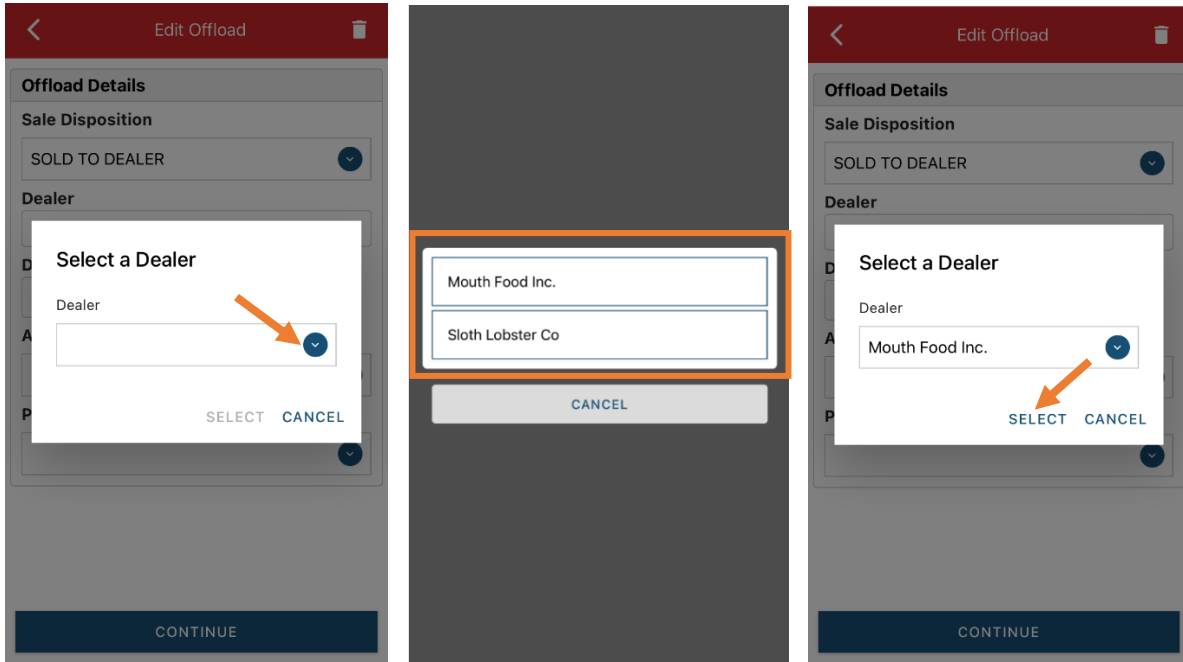 Edit Offload
Offload Details
Sale Disposition
SOLD TO DEALER
Dealer
D
Select a Dealer
Dealer
A
P
SELECT CANCEL
CONTINUE
Mouth Food Inc.
Sloth Lobster Co
CANCEL
Edit Offload
Offload Details
Sale Disposition
SOLD TO DEALER
Dealer
D
Select a Dealer
Dealer
A
Mouth Food Inc.
P
SELECT CANCEL
CONTINUE